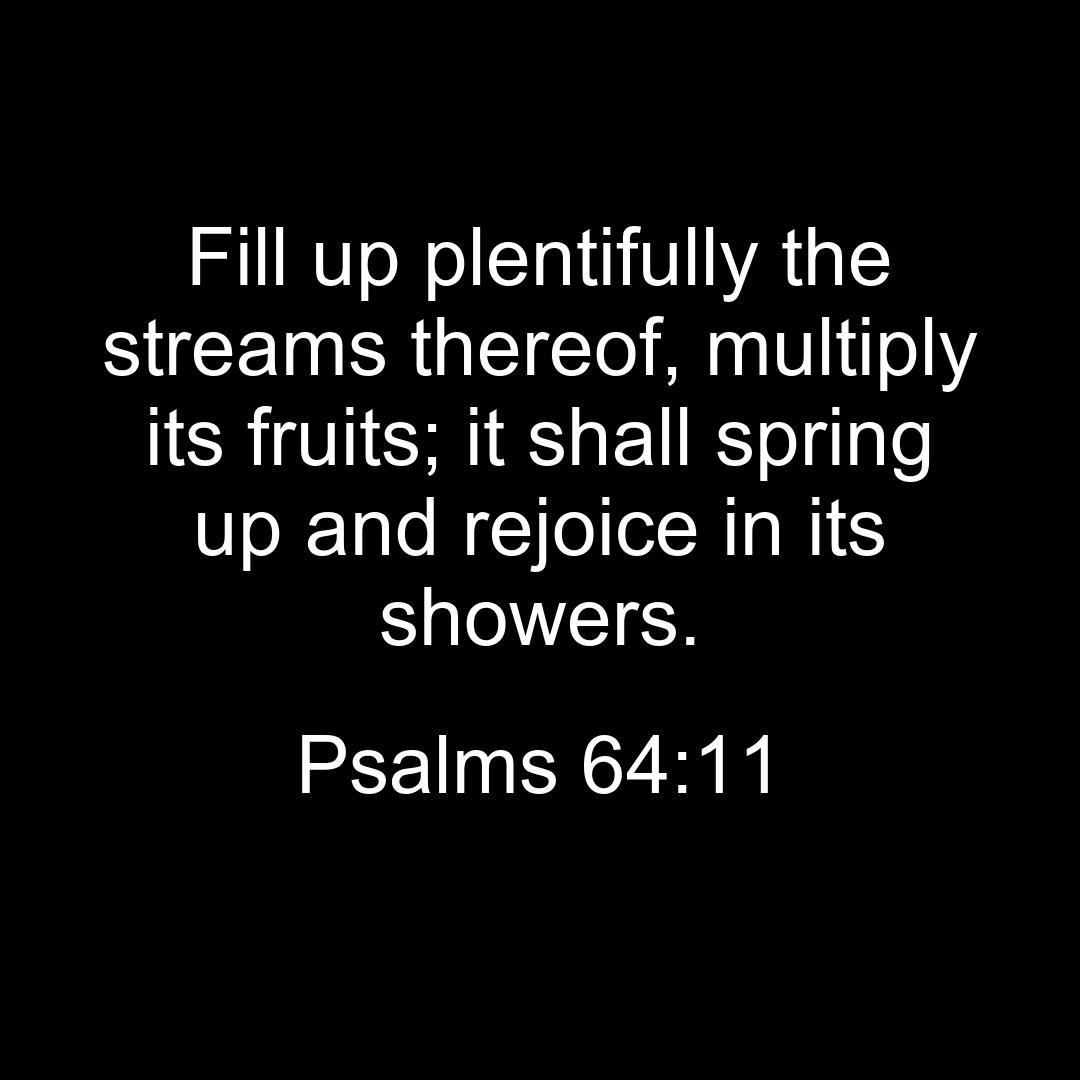 Fill up plentifully the
streams thereof, multiply
its fruits; it shall spring
up and rejoice in its
showers.
Psalms 64:11